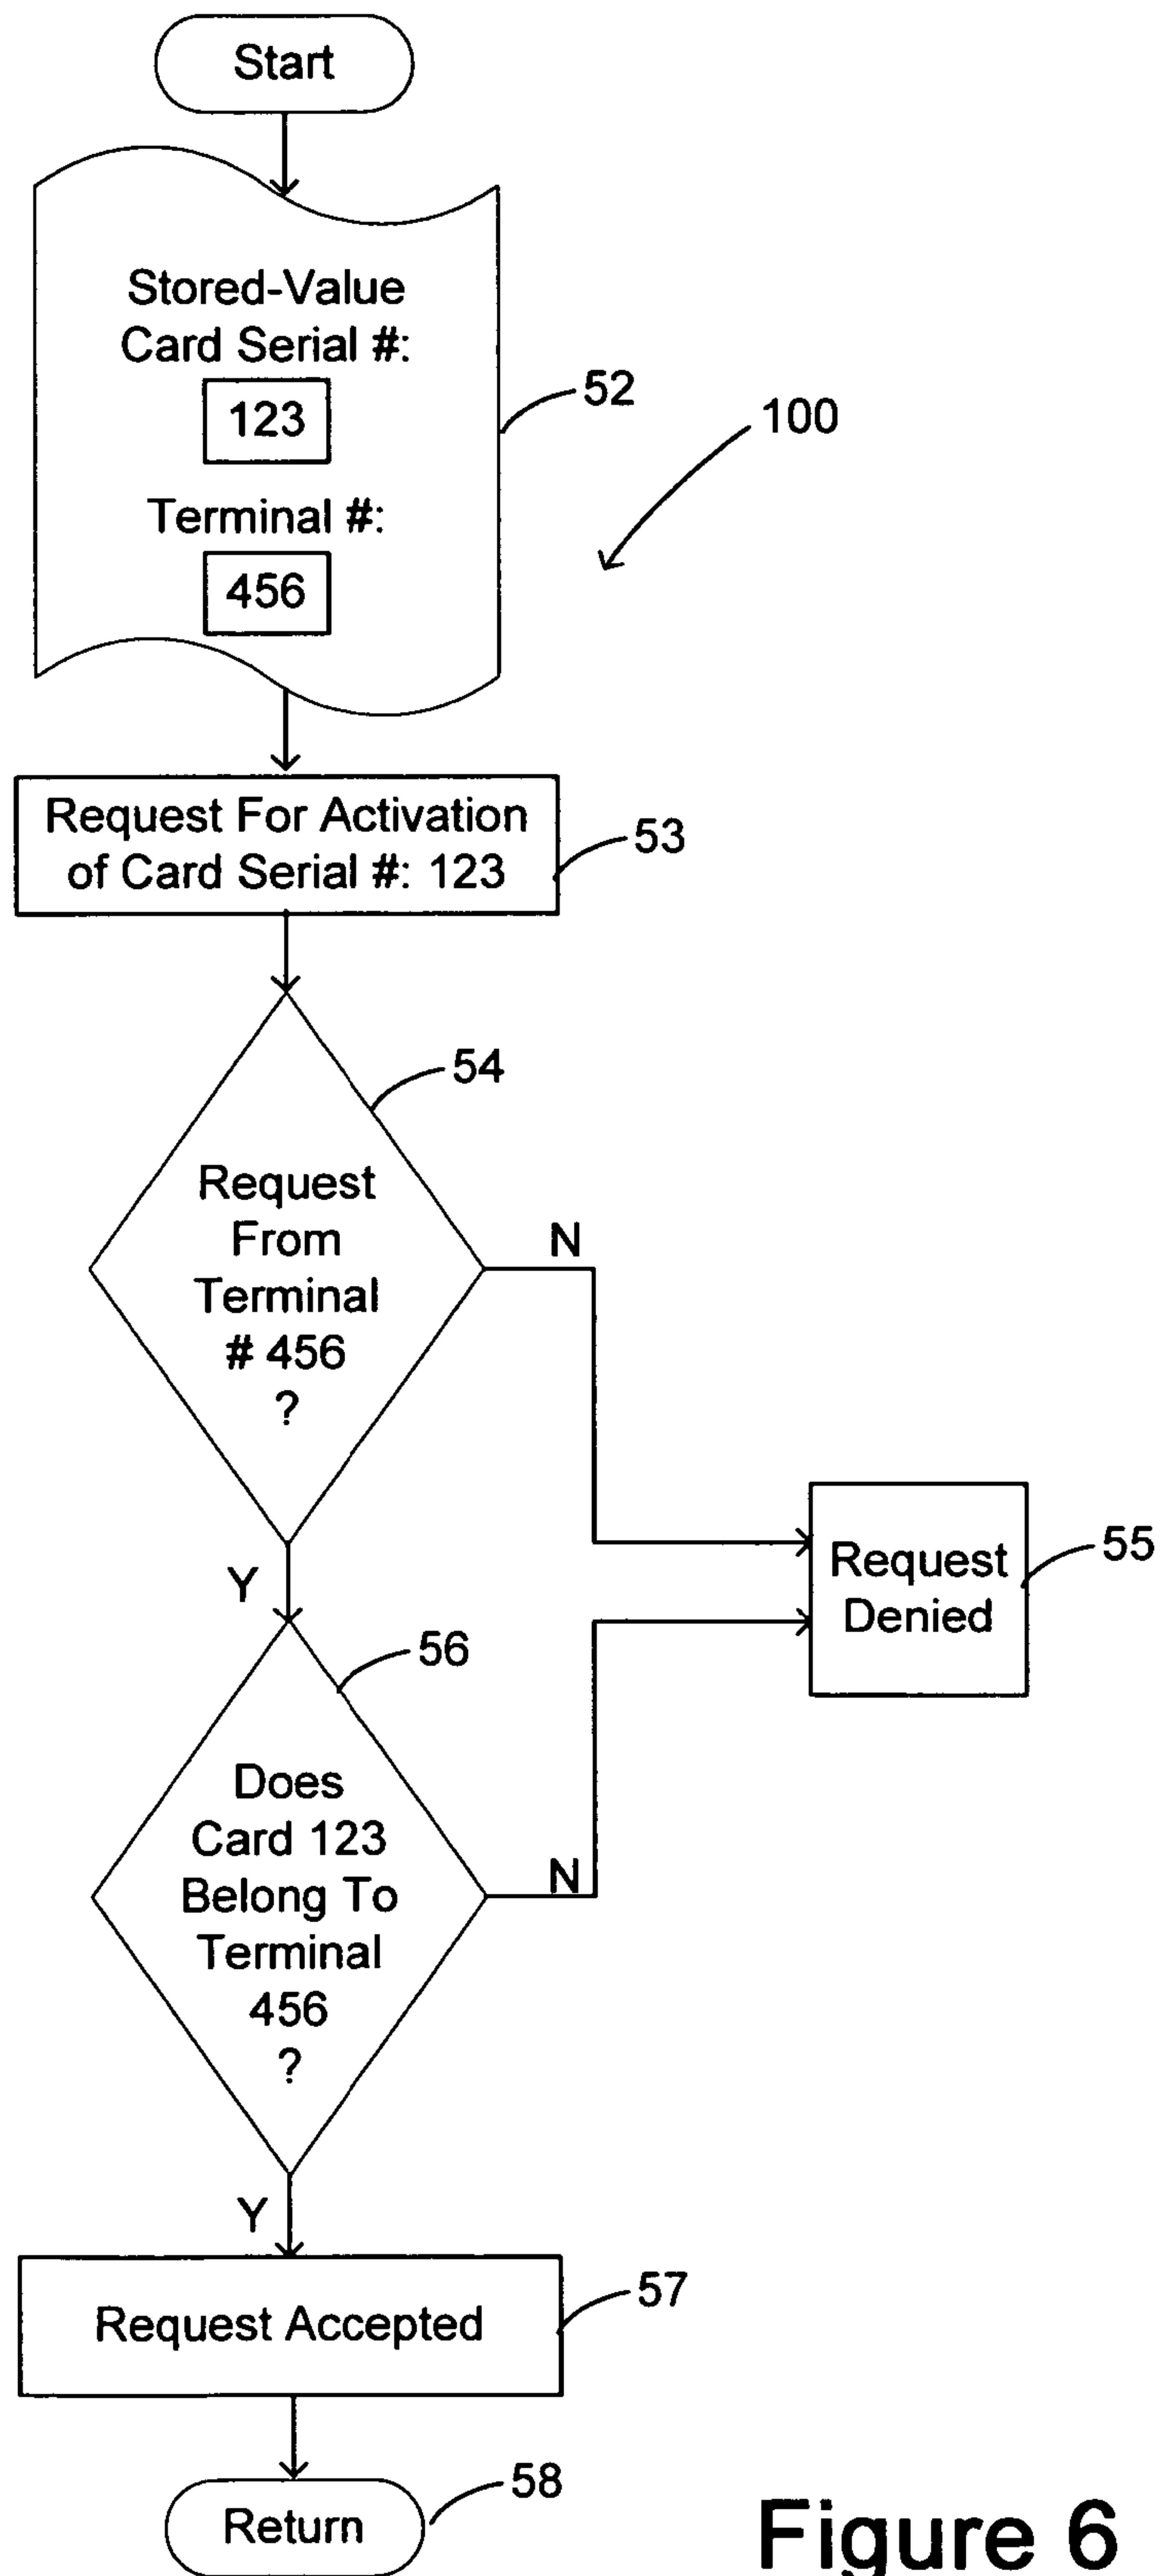 Start
Stored-Value
Card Serial #:
123
52
100
Terminal #:
456
Request For Activation
of Card Serial #: 123
53
54
Request
From
Terminal
# 456
?
N
Y
Request
Denied
55
56
Does
Card 123
Belong To
Terminal
456
?
N
Y
Request Accepted
57
Return
58
Figure 6